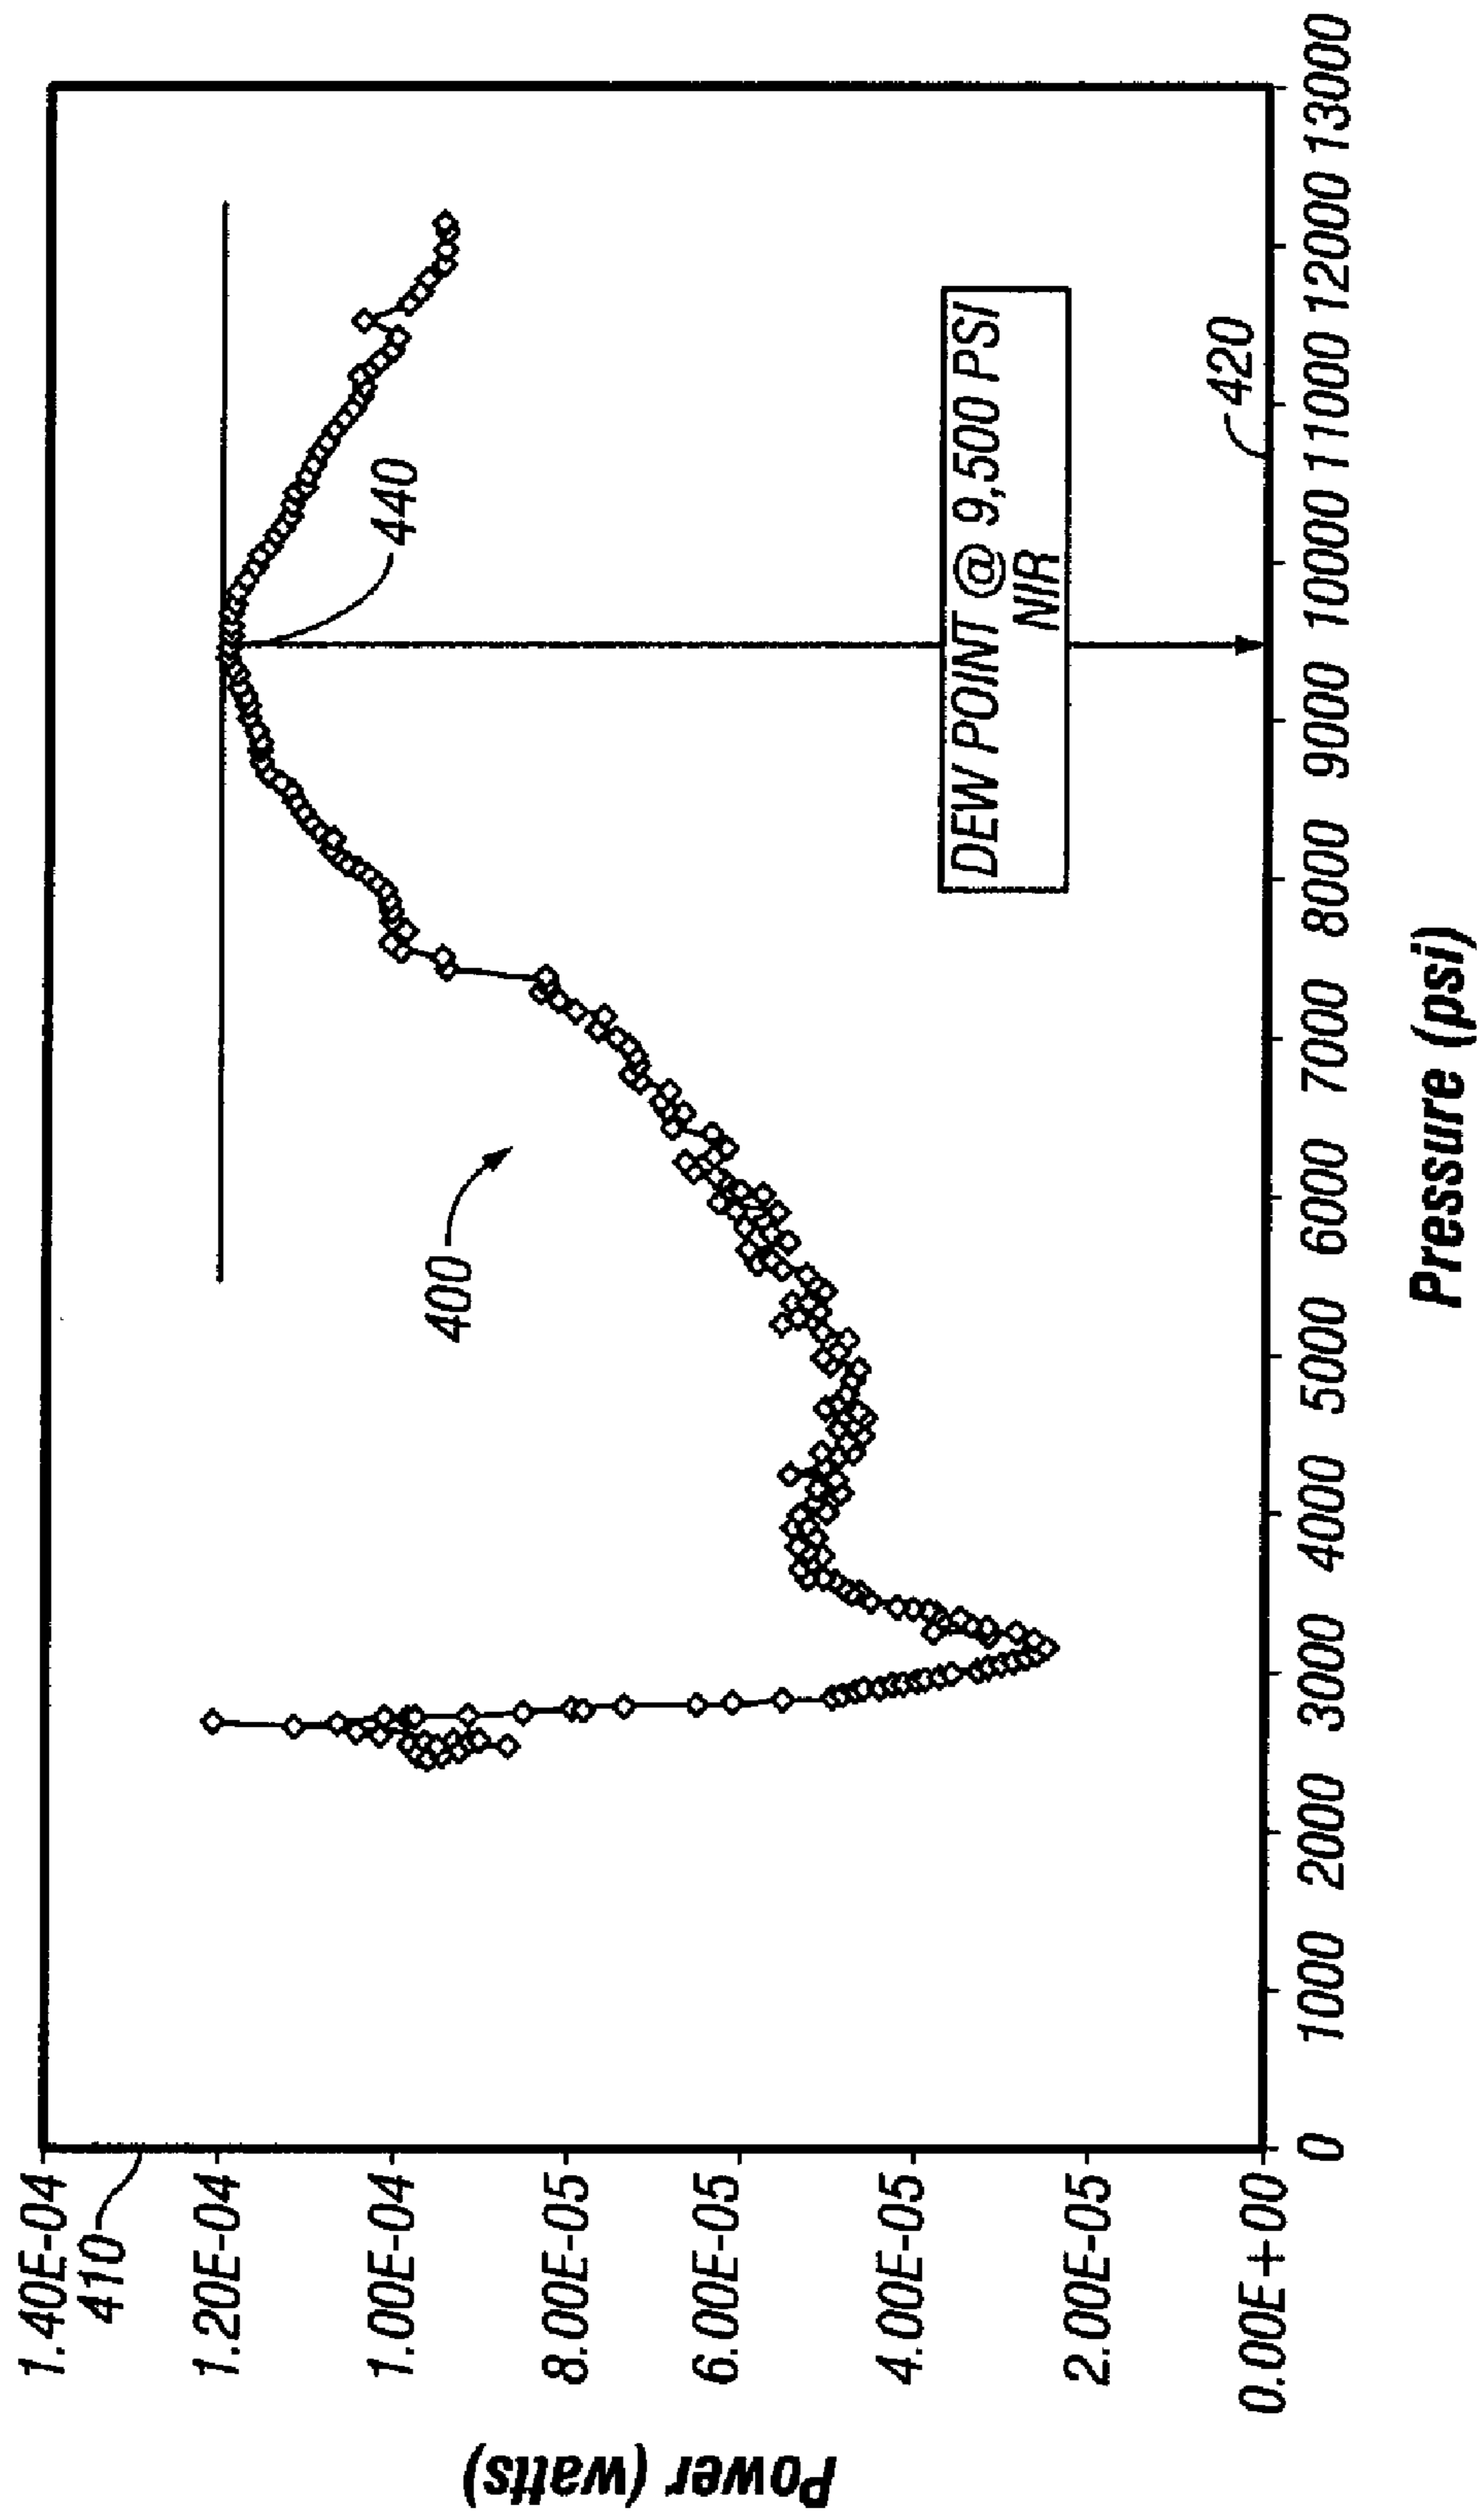 1.40E-04
410
1.20E-04
1.00E-04
8.00E-05
6.00E-05
4.00E-05
2.00E-05
0.00E+00
Power (watts)
400
440
DEW POINT @ 9,500 PSI
NIR
420
0 1000 2000 3000 4000 5000 6000 7000 8000 9000 10000 11000 12000 13000
Pressure (psi)